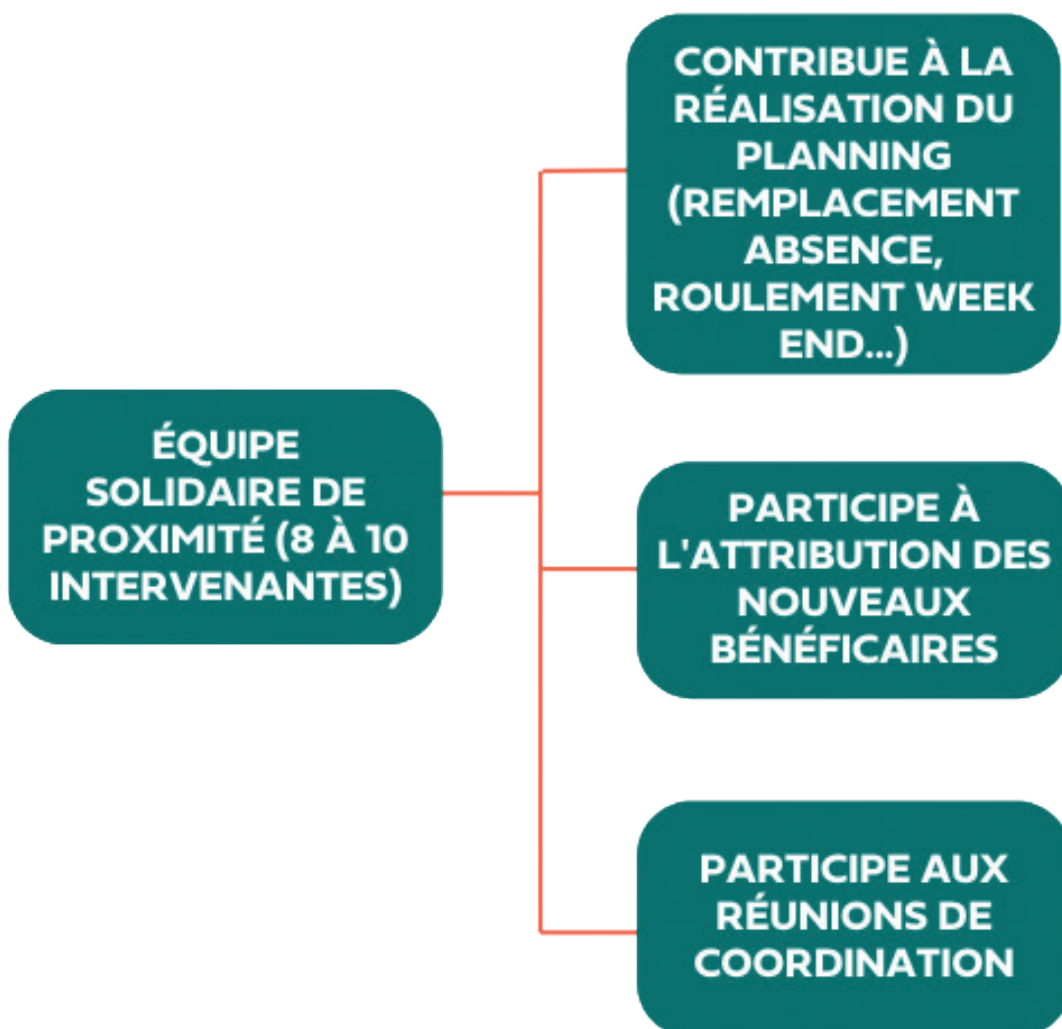 CONTRIBUE À LA
RÉALISATION DU
PLANNING
(REMPLACEMENT
ABSENCE,
ROULEMENT WEEK
END...)
ÉQUIPE
SOLIDAIRE DE
PROXIMITÉ (8 À 10
INTERVENANTES)
PARTICIPE À
L'ATTRIBUTION DES
NOUVEAUX
BÉNÉFICAIRES
PARTICIPE AUX
RÉUNIONS DE
COORDINATION